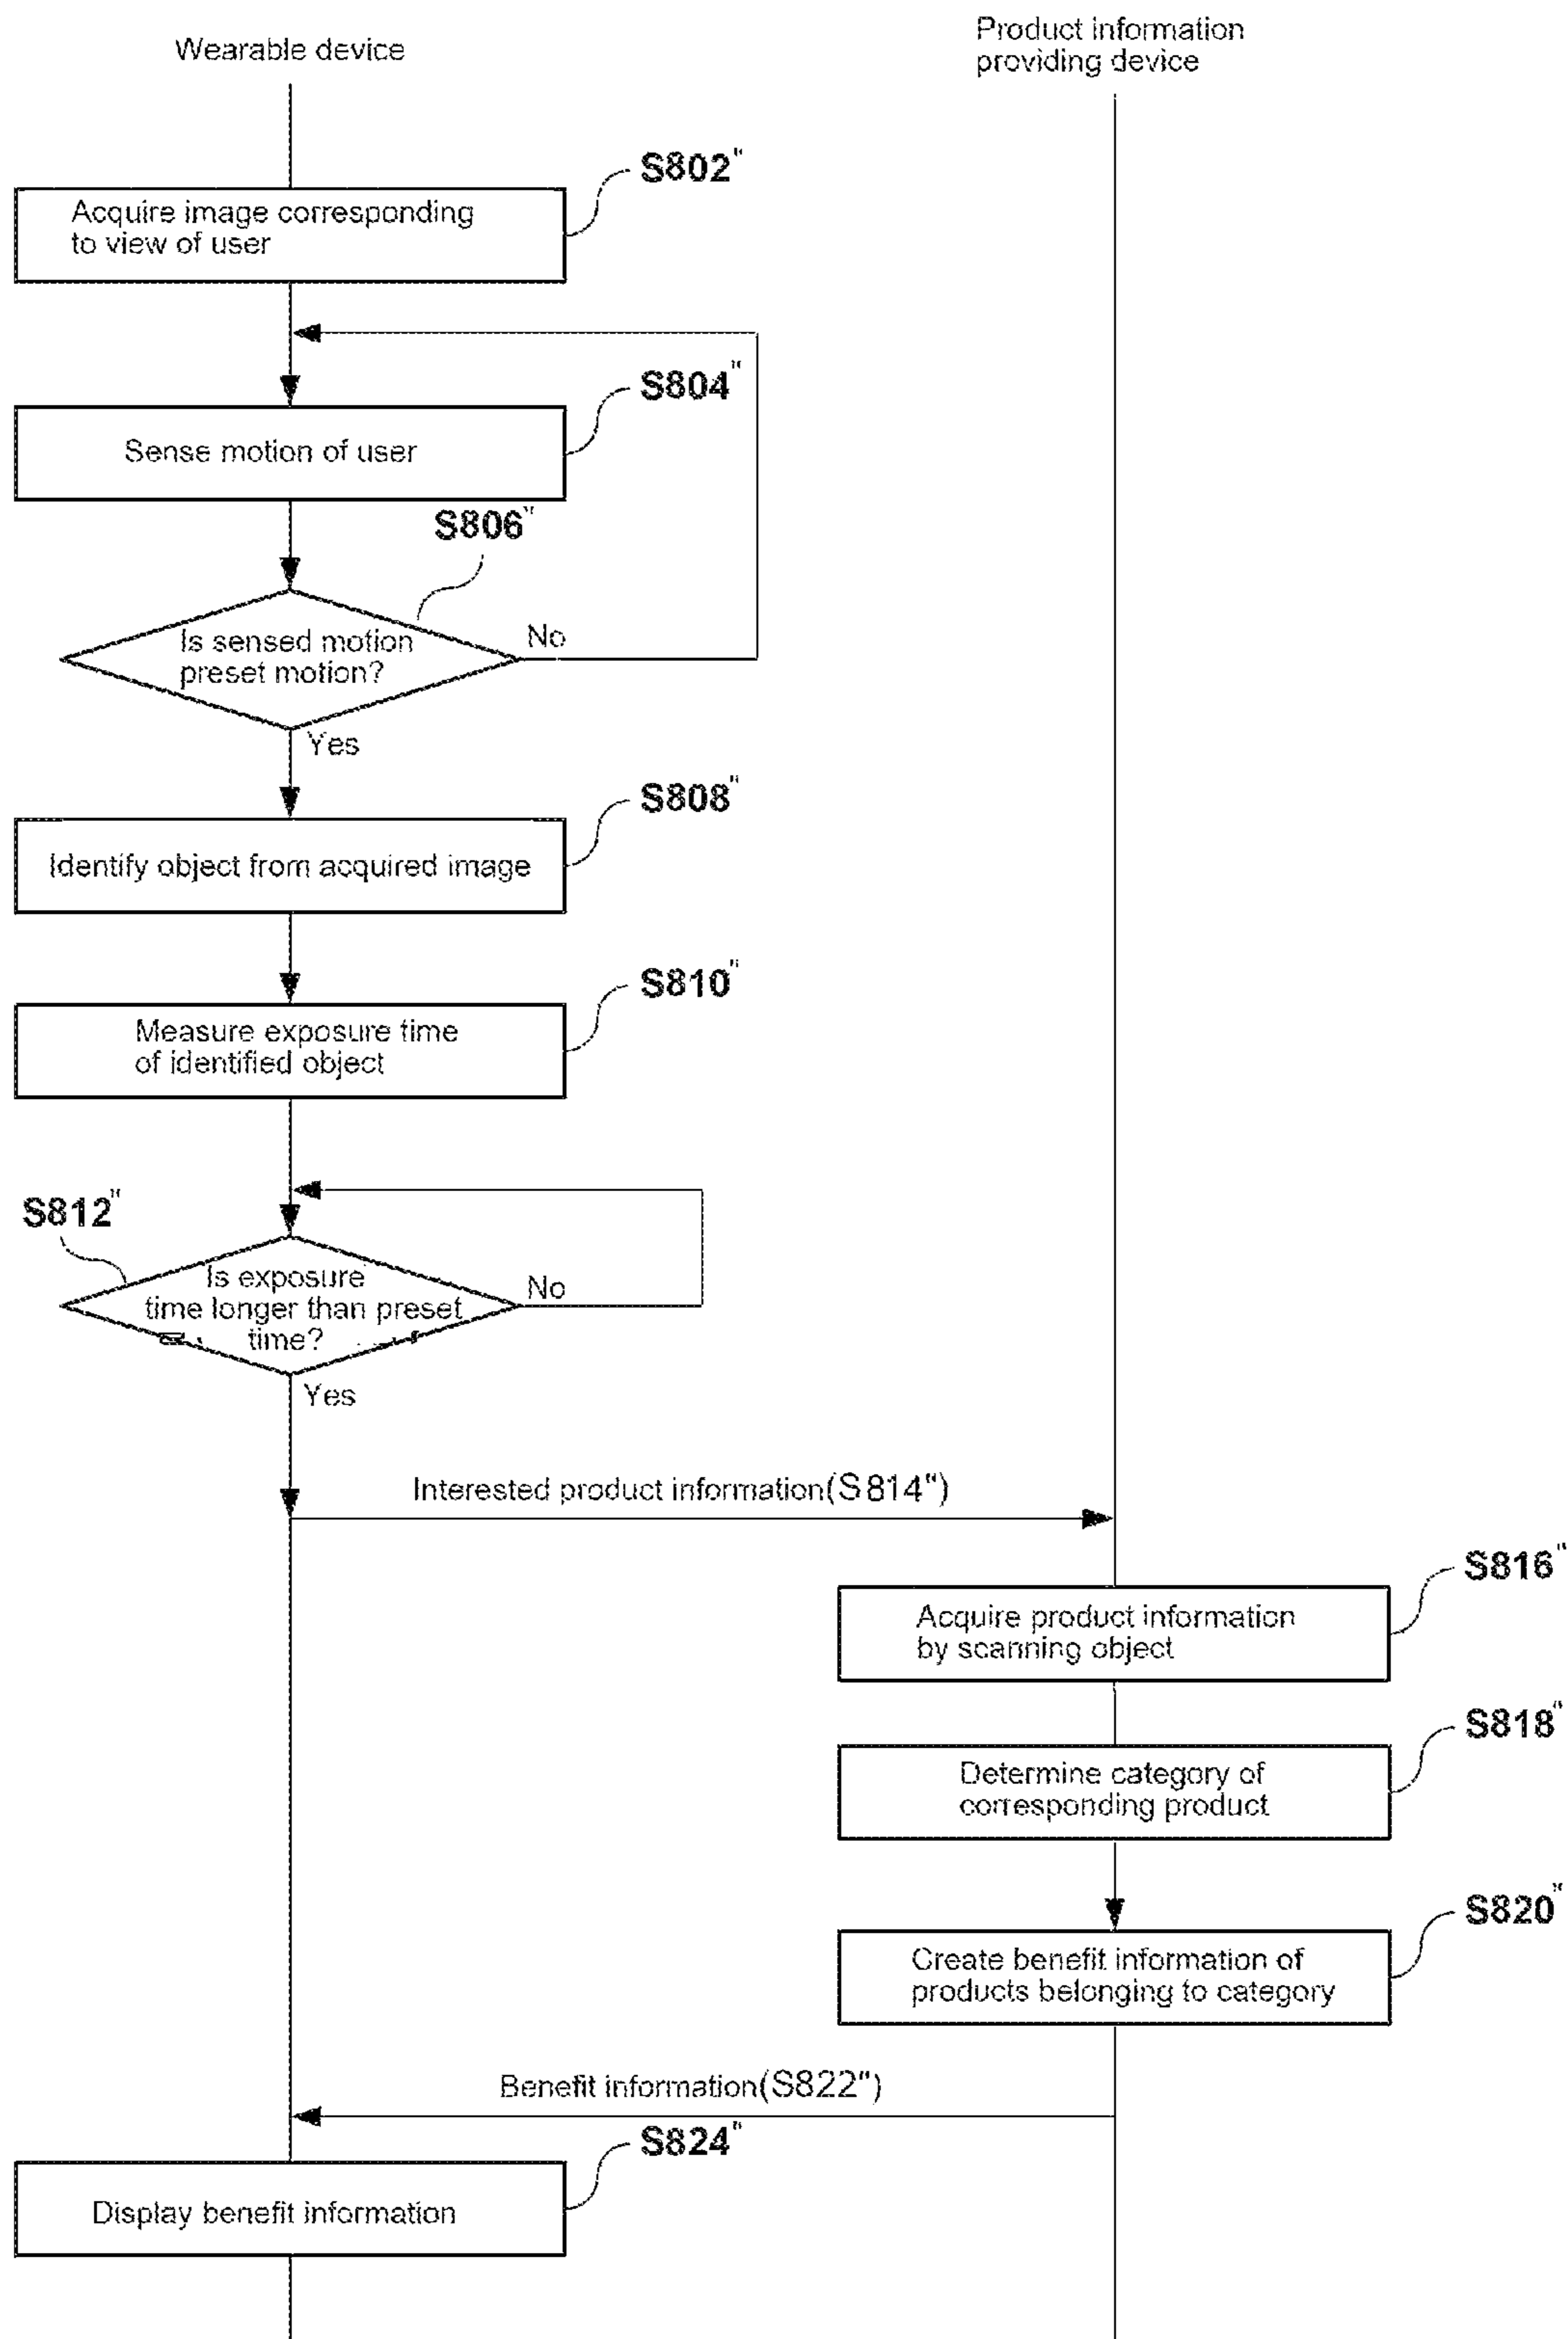 Wearable device
Product information
providing device
S802"
Acquire image corresponding
to view of user
S804"
Sense motion of user
S806"
Is sensed motion
preset motion?
No
Yes
S808"
Identify object from acquired image
S810"
Measure exposure time
of identified object
S812"
Is exposure
time longer than preset
time?
No
Yes
Interested product information(S814")
S816"
Acquire product information
by scanning object
S818"
Determine category of
corresponding product
S820"
Create benefit information of
products belonging to category
Benefit information(S822")
S824"
Display benefit information